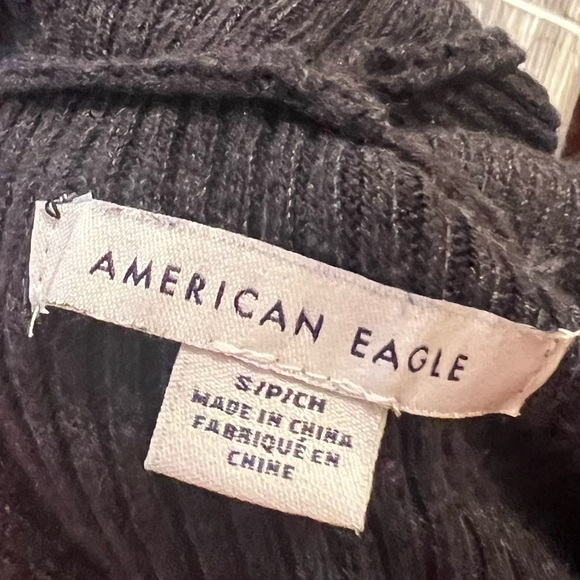 AMERICAN EAGLE
S/P/CH
MADE IN CHINA
FABRIQUÉ EN
CHINE